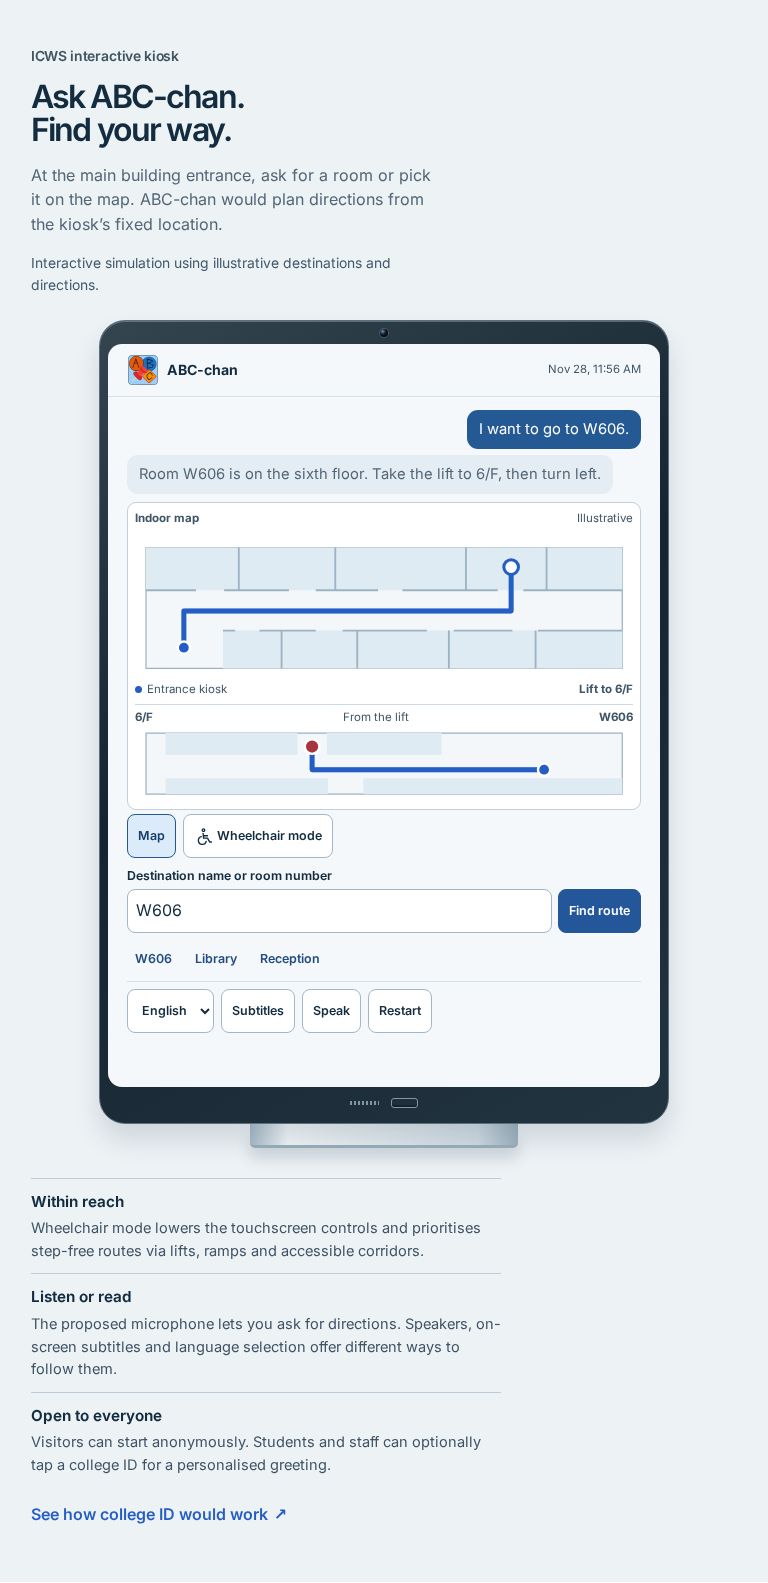 ICWS interactive kiosk
Ask ABC-chan.
Find your way.
At the main building entrance, ask for a room or pick
it on the map. ABC-chan would plan directions from
the kiosk’s fixed location.
Interactive simulation using illustrative destinations and
directions.
A B C
ABC-chan
Nov 28, 11:56 AM
I want to go to W606.
Room W606 is on the sixth floor. Take the lift to 6/F, then turn left.
Indoor map
Illustrative
Entrance kiosk
Lift to 6/F
6/F
From the lift
W606
Map
Wheelchair mode
Destination name or room number
W606
Find route
W606
Library
Reception
English
Subtitles
Speak
Restart
Within reach
Wheelchair mode lowers the touchscreen controls and prioritises
step-free routes via lifts, ramps and accessible corridors.
Listen or read
The proposed microphone lets you ask for directions. Speakers, on-
screen subtitles and language selection offer different ways to
follow them.
Open to everyone
Visitors can start anonymously. Students and staff can optionally
tap a college ID for a personalised greeting.
See how college ID would work ↗